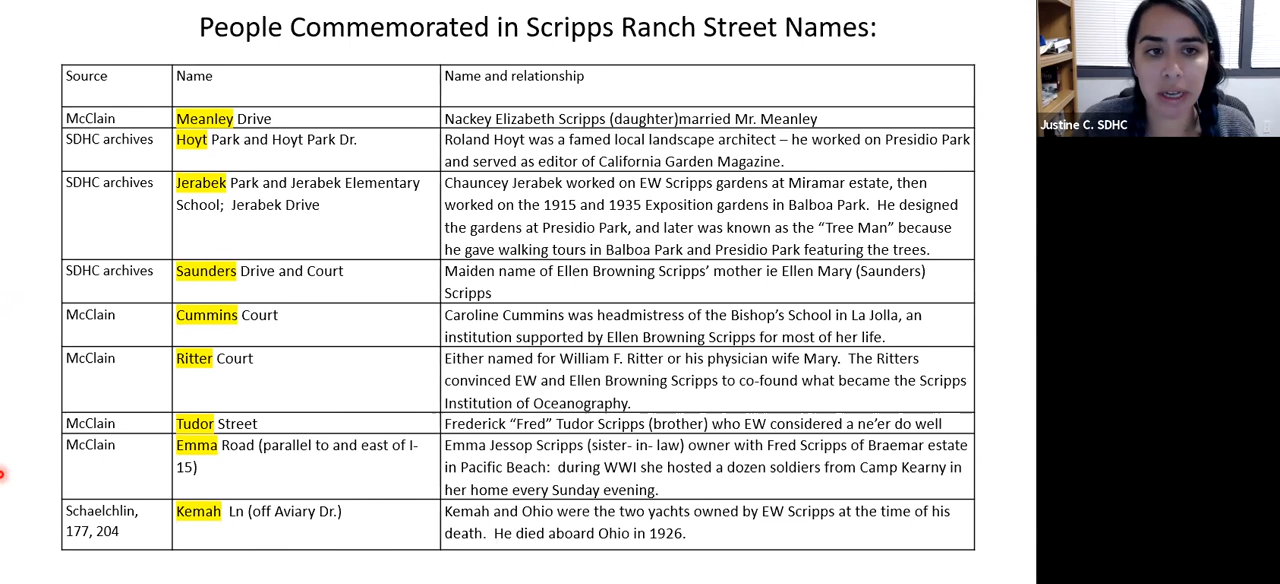 People Commemorated in Scripps Ranch Street Names:
Source Name Name and relationship
McClain Meanley Drive Nackey Elizabeth Scripps (daughter)married Mr. Meanley
SDHC archives Hoyt Park and Hoyt Park Dr. Roland Hoyt was a famed local landscape architect – he worked on Presidio Park
and served as editor of California Garden Magazine.
SDHC archives Jerabek Park and Jerabek Elementary Chauncey Jerabek worked on EW Scripps gardens at Miramar estate, then
School;  Jerabek Drive worked on the 1915 and 1935 Exposition gardens in Balboa Park.  He designed
the gardens at Presidio Park, and later was known as the “Tree Man” because
he gave walking tours in Balboa Park and Presidio Park featuring the trees.
SDHC archives Saunders Drive and Court Maiden name of Ellen Browning Scripps’ mother ie Ellen Mary (Saunders)
Scripps
McClain Cummins Court Caroline Cummins was headmistress of the Bishop’s School in La Jolla, an
institution supported by Ellen Browning Scripps for most of her life.
McClain Ritter Court Either named for William F. Ritter or his physician wife Mary.  The Ritters
convinced EW and Ellen Browning Scripps to co-found what became the Scripps
Institution of Oceanography.
McClain Tudor Street Frederick “Fred” Tudor Scripps (brother) who EW considered a ne’er do well
McClain Emma Road (parallel to and east of I- Emma Jessop Scripps (sister- in- law) owner with Fred Scripps of Braemar estate
15) in Pacific Beach:  during WWI she hosted a dozen soldiers from Camp Kearny in
her home every Sunday evening.
Schaelchlin, Kemah  Ln (off Aviary Dr.) Kemah and Ohio were the two yachts owned by EW Scripps at the time of his
177, 204 death.  He died aboard Ohio in 1926.
Justine C. SDHC